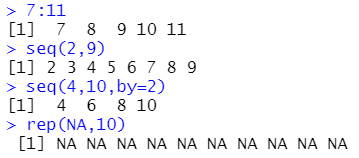 > 7:11
[1]  7  8  9 10 11
> seq(2,9)
[1] 2 3 4 5 6 7 8 9
> seq(4,10,by=2)
[1]  4  6  8 10
> rep(NA,10)
 [1] NA NA NA NA NA NA NA NA NA NA